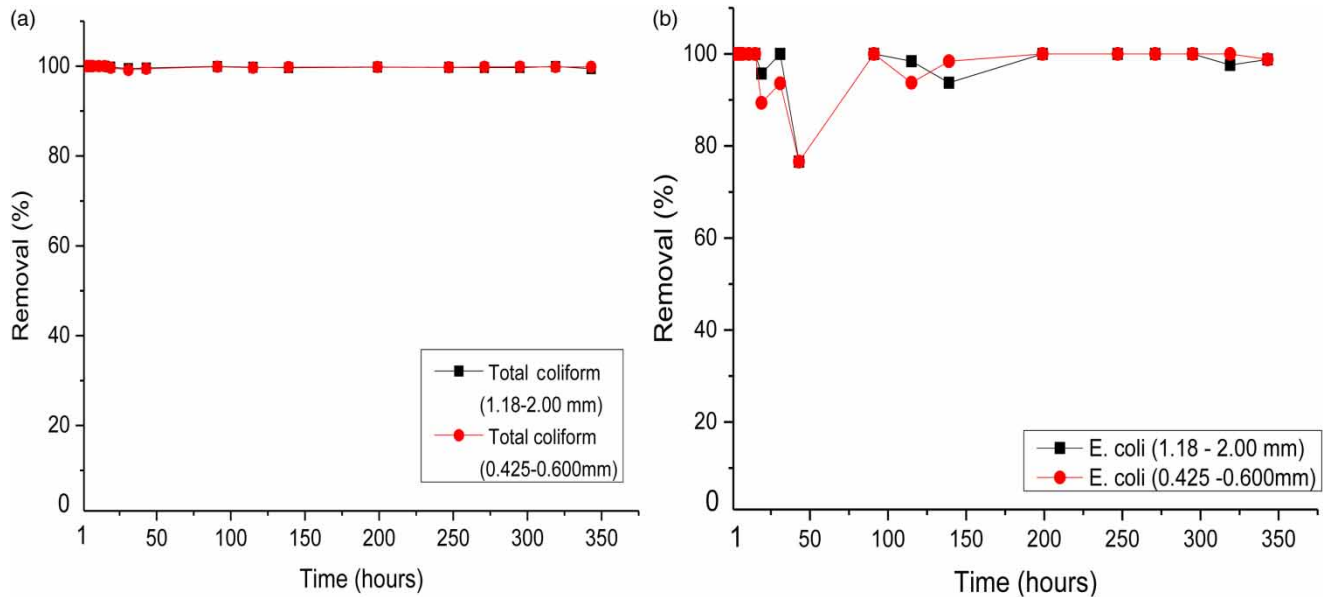 (a)
Removal (%)
100
80
60
40
20
0
Total coliform
(1.18-2.00 mm)
Total coliform
(0.425-0.600mm)
1 50 100 150 200 250 300 350
Time (hours)
(b)
Removal (%)
100
80
60
40
20
0
E. coli (1.18 - 2.00 mm)
E. coli (0.425 -0.600mm)
1 50 100 150 200 250 300 350
Time (hours)